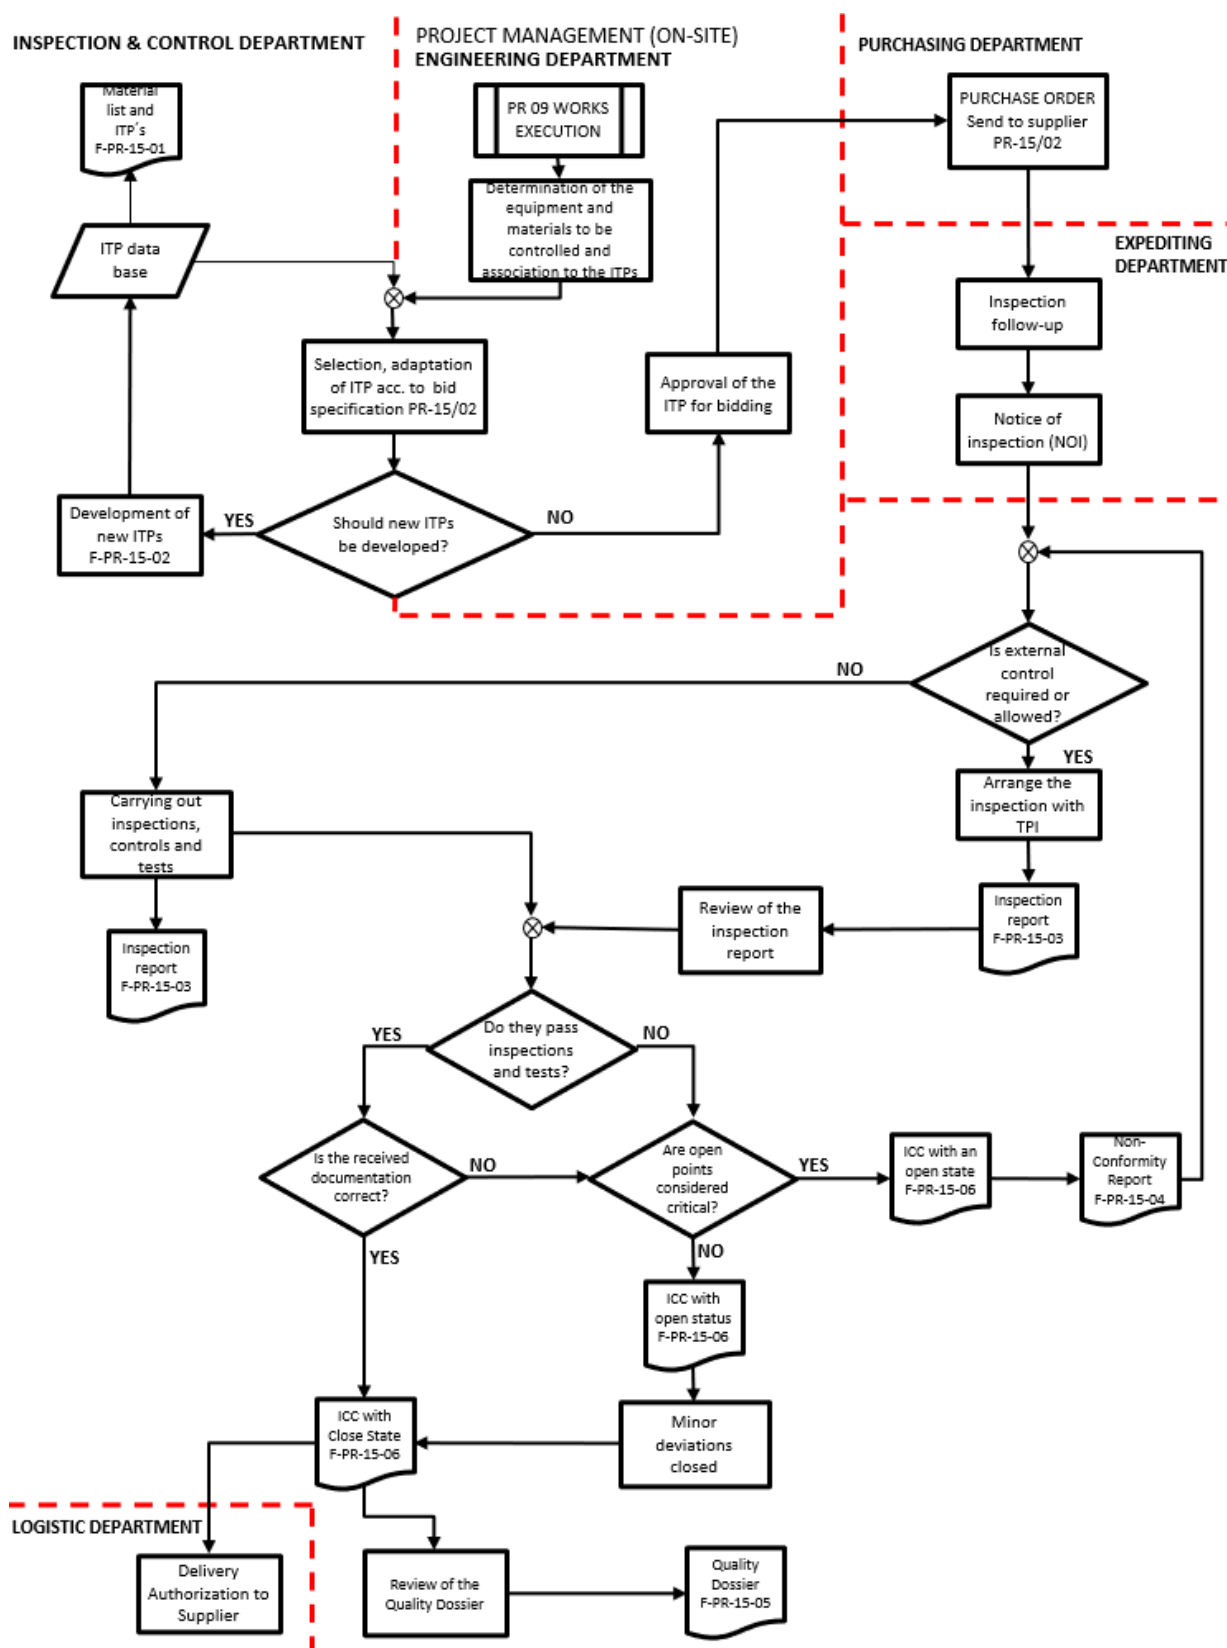 INSPECTION & CONTROL DEPARTMENT
PROJECT MANAGEMENT (ON-SITE)
ENGINEERING DEPARTMENT
PURCHASING DEPARTMENT
Material
list and
ITP´s
F-PR-15-01
PR 09 WORKS
EXECUTION
PURCHASE ORDER
Send to supplier
PR-15/02
Determination of the
equipment and
materials to be
controlled and
association to the ITPs
ITP data
base
EXPEDITING
DEPARTMENT
Inspection
follow-up
Selection, adaptation
of ITP acc. to bid
specification PR-15/02
Approval of the
ITP for bidding
Notice of
inspection (NOI)
Development of
new ITPs
F-PR-15-02
YES
Should new ITPs
be developed?
NO
Is external
control
required or
allowed?
NO
YES
Carrying out
inspections,
controls and
tests
Arrange the
inspection with
TPI
Inspection
report
F-PR-15-03
Review of the
inspection
report
Inspection
report
F-PR-15-03
YES
Do they pass
inspections
and tests?
NO
Is the received
documentation
correct?
NO
Are open
points
considered
critical?
YES
ICC with an
open state
F-PR-15-06
Non-
Conformity
Report
F-PR-15-04
YES
NO
ICC with
open status
F-PR-15-06
ICC with
Close State
F-PR-15-06
Minor
deviations
closed
LOGISTIC DEPARTMENT
Delivery
Authorization to
Supplier
Review of the
Quality Dossier
Quality
Dossier
F-PR-15-05